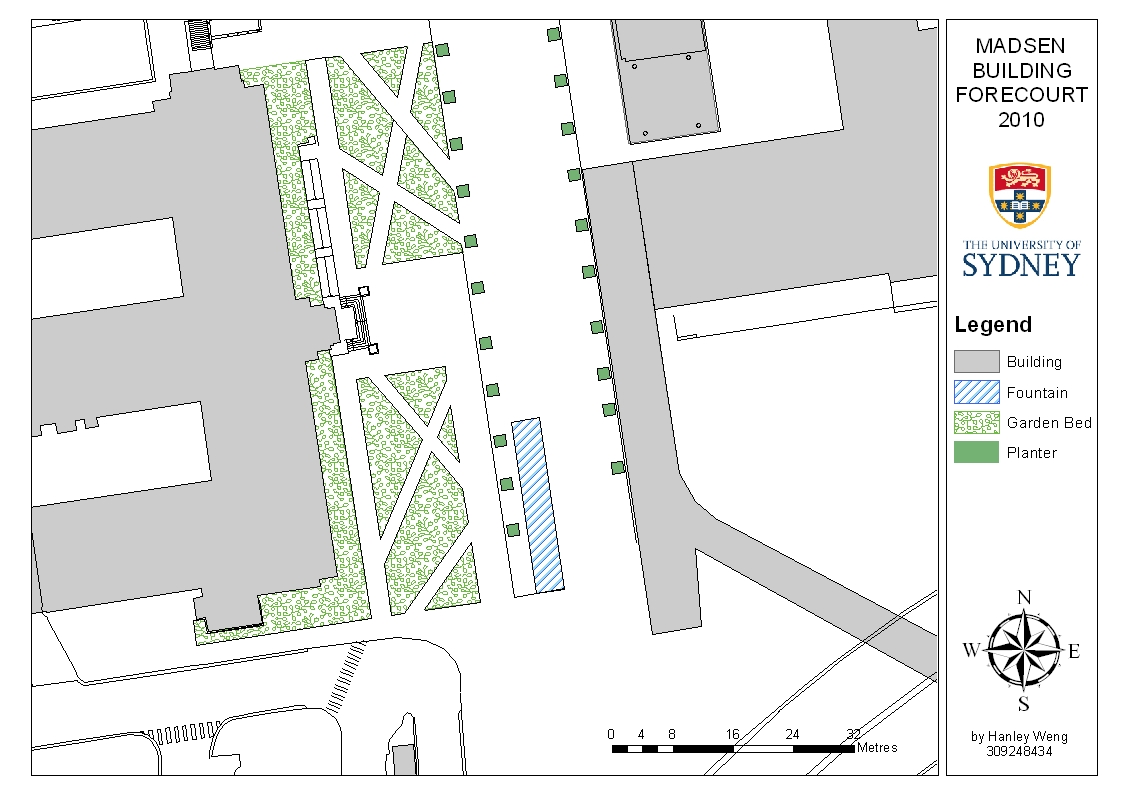 MADSEN
BUILDING
FORECOURT
2010
THE UNIVERSITY OF
SYDNEY
Legend
Building
Fountain
Garden Bed
Planter
N
W E
S
by Hanley Weng
309248434
0 4 8 16 24 32
Metres